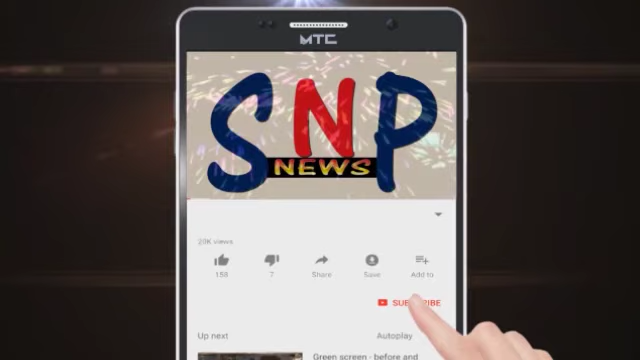 MTC
SNP
NEWS
20K views
158
7
Share
Save
Add to
SUBSCRIBE
Up next
Autoplay
Green screen - before and